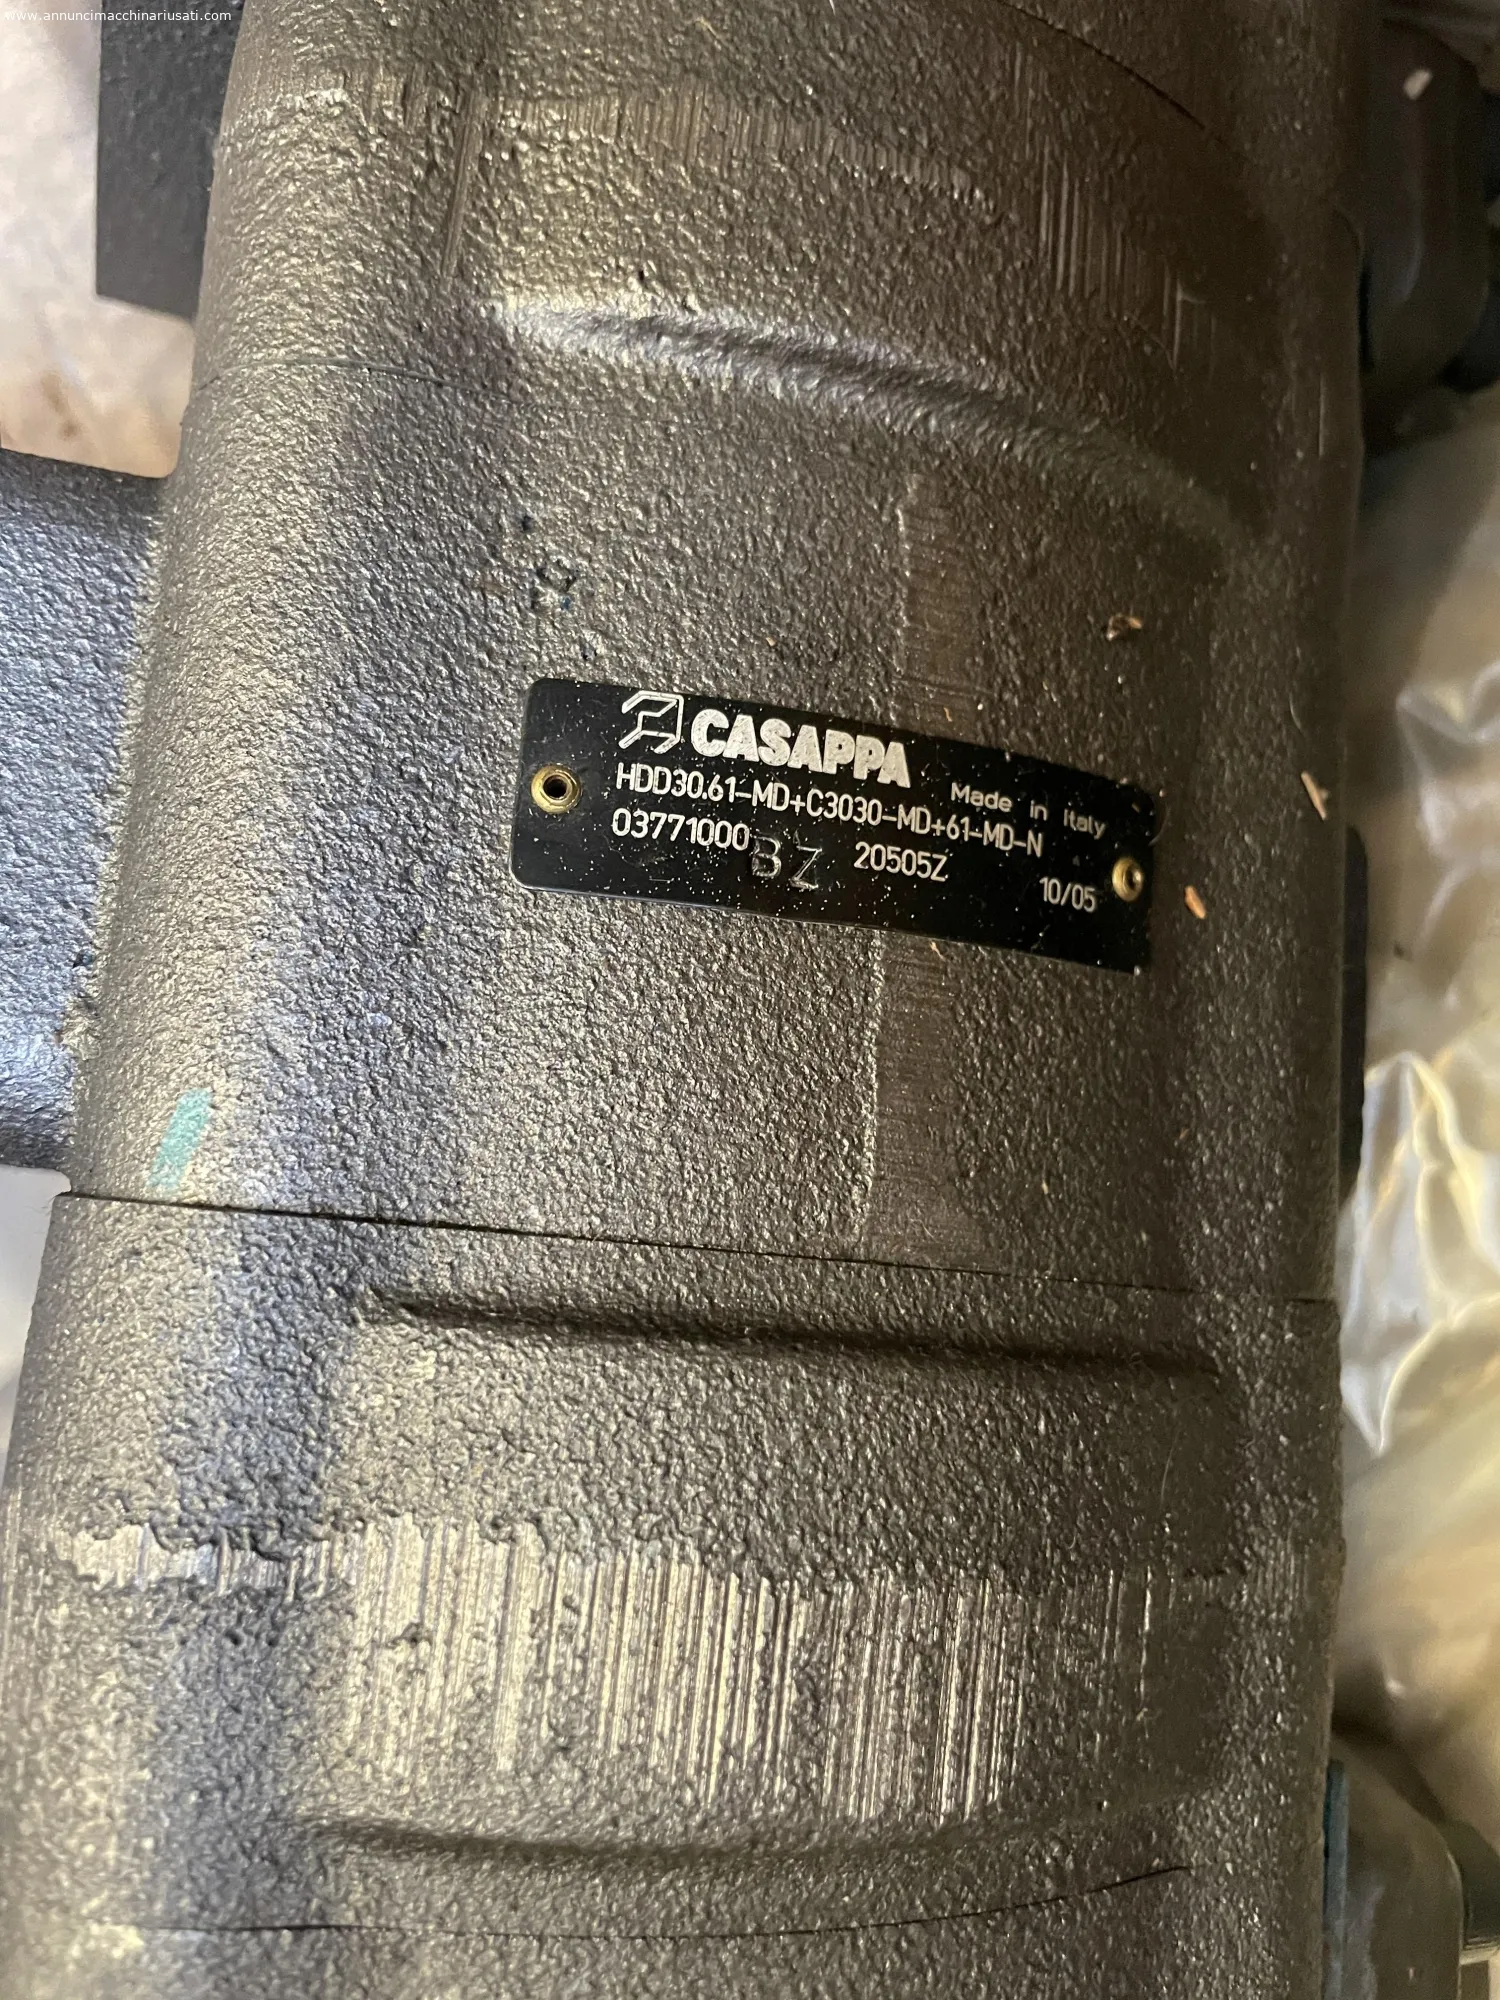 www.annuncimacchinariusati.com
CASAPPA
Made in Italy
HDD30.61-MD+C3030-MD+61-MD-N
03771000 BZ 20505Z
10/05